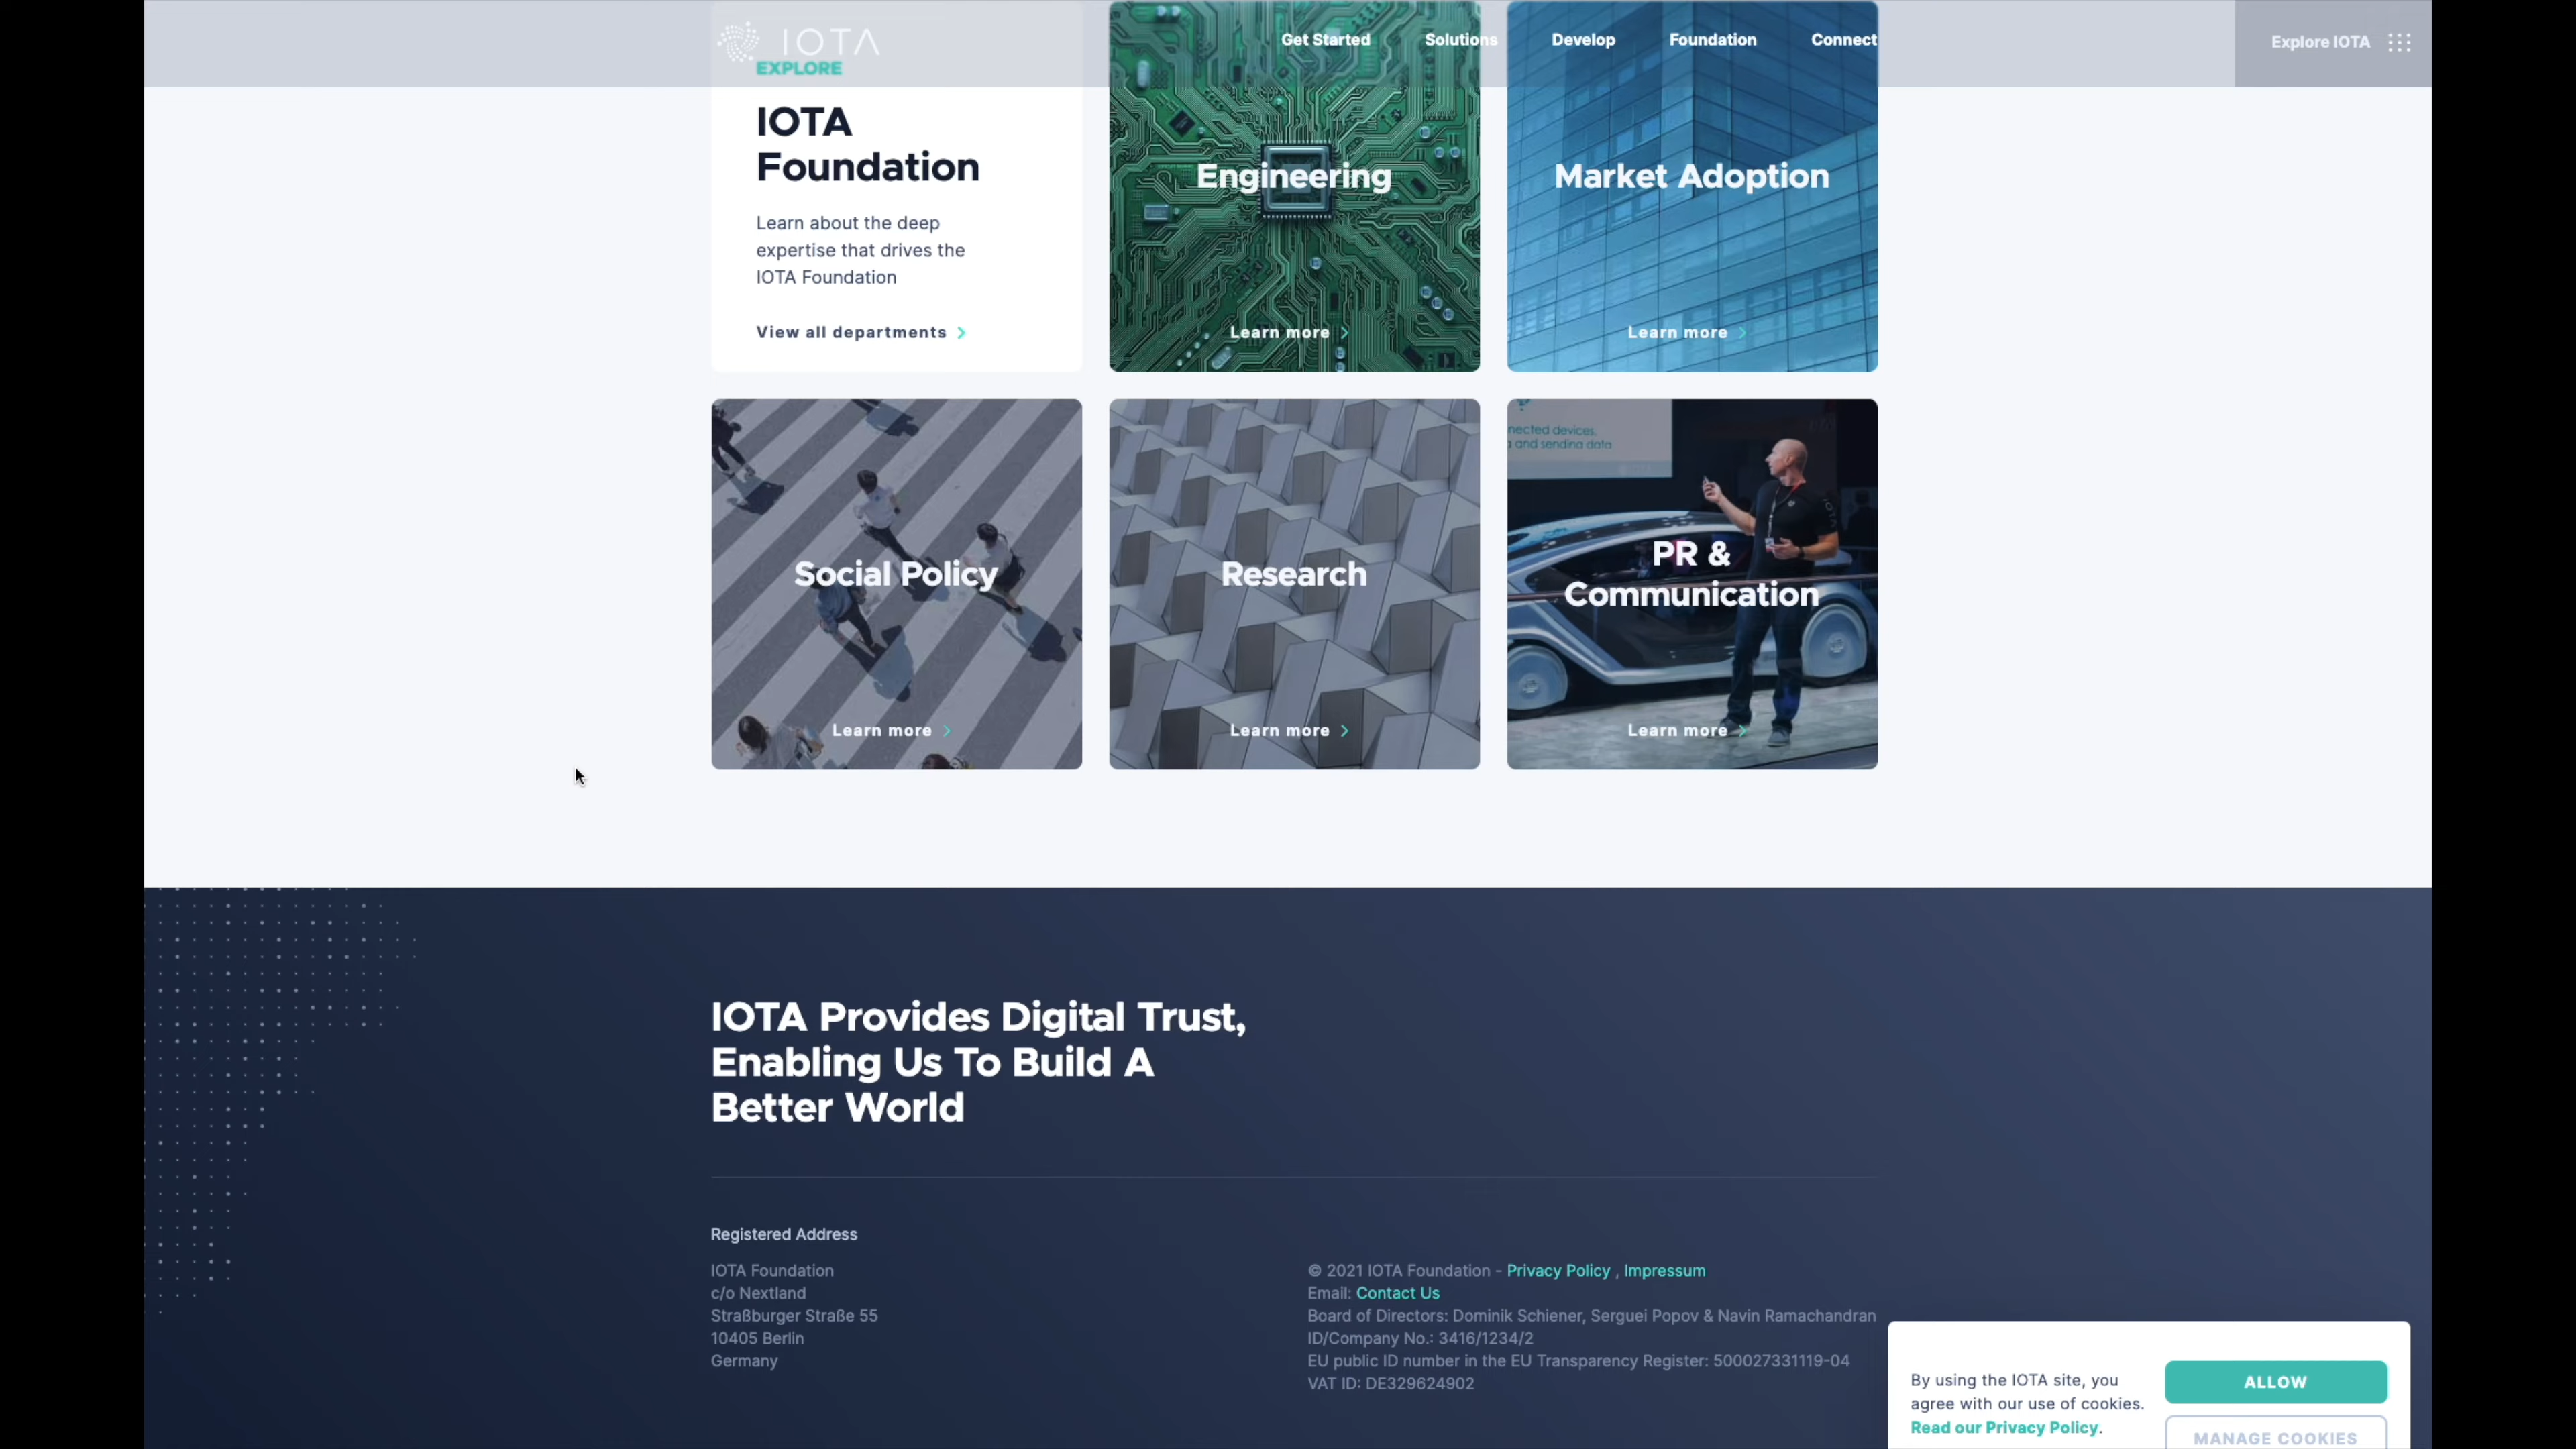 IOTA
Get Started
Solutions
Develop
Foundation
Connect
Explore IOTA
EXPLORE
IOTA
Foundation
Learn about the deep
expertise that drives the
IOTA Foundation
View all departments
Engineering
Learn more
Market Adoption
Learn more
Social Policy
Learn more
Research
Learn more
nected devices,
and sending data.
IOTA
PR &
Communication
Learn more
IOTA Provides Digital Trust,
Enabling Us To Build A
Better World
Registered Address
IOTA Foundation
c/o Nextland
Straßburger Straße 55
10405 Berlin
Germany
© 2021 IOTA Foundation - Privacy Policy , Impressum
Email: Contact Us
Board of Directors: Dominik Schiener, Serguei Popov & Navin Ramachandran
ID/Company No.: 3416/1234/2
EU public ID number in the EU Transparency Register: 500027331119-04
VAT ID: DE329624902
By using the IOTA site, you
agree with our use of cookies.
Read our Privacy Policy.
ALLOW
MANAGE COOKIES